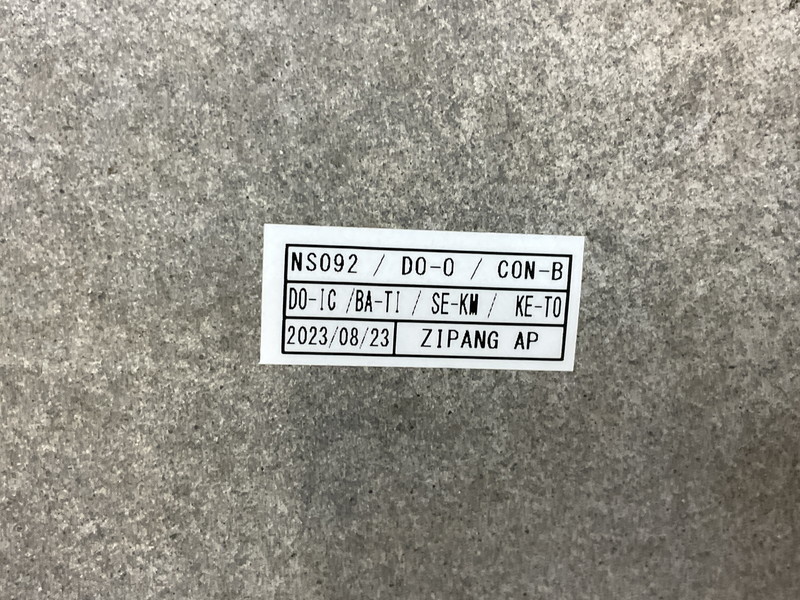 NS092 / DO-O / CON-B
DO-IC /BA-TI / SE-KM / KE-TO
2023/08/23 ZIPANG AP